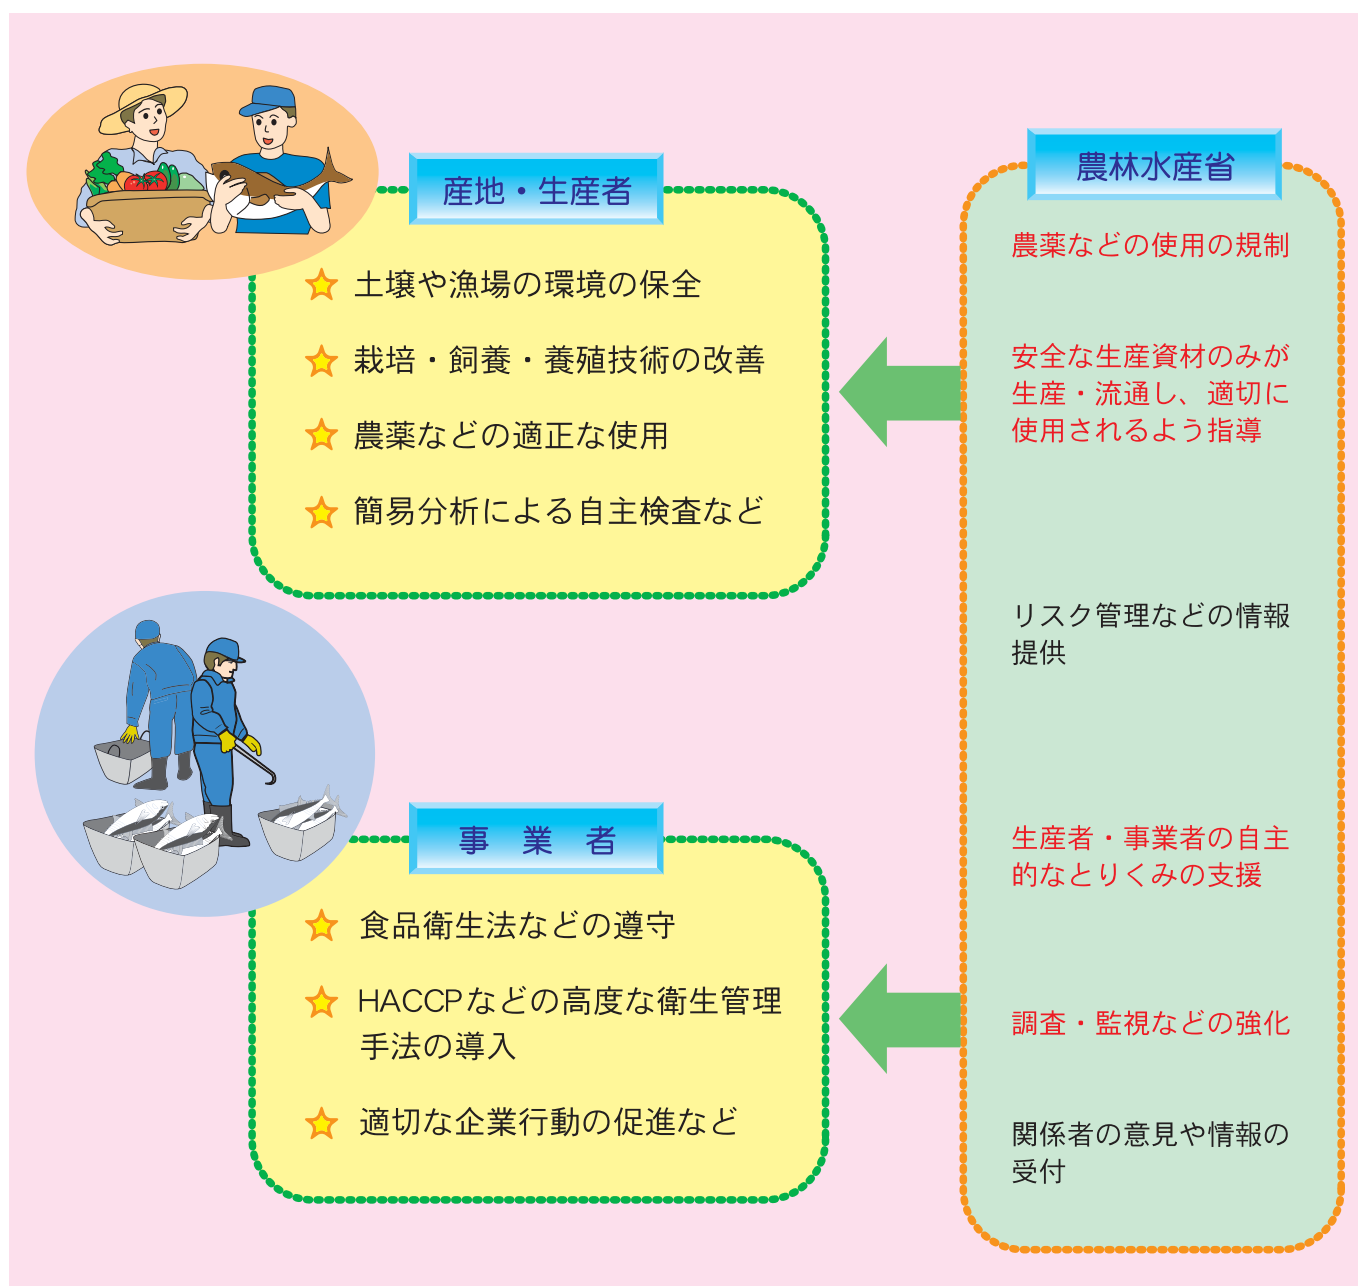 産地・生産者
土壌や漁場の環境の保全
栽培・飼養・養殖技術の改善
農薬などの適正な使用
簡易分析による自主検査など
事 業 者
食品衛生法などの遵守
HACCPなどの高度な衛生管理
手法の導入
適切な企業行動の促進など
農林水産省
農薬などの使用の規制
安全な生産資材のみが
生産・流通し、適切に
使用されるよう指導
リスク管理などの情報
提供
生産者・事業者の自主
的なとりくみの支援
調査・監視などの強化
関係者の意見や情報の
受付